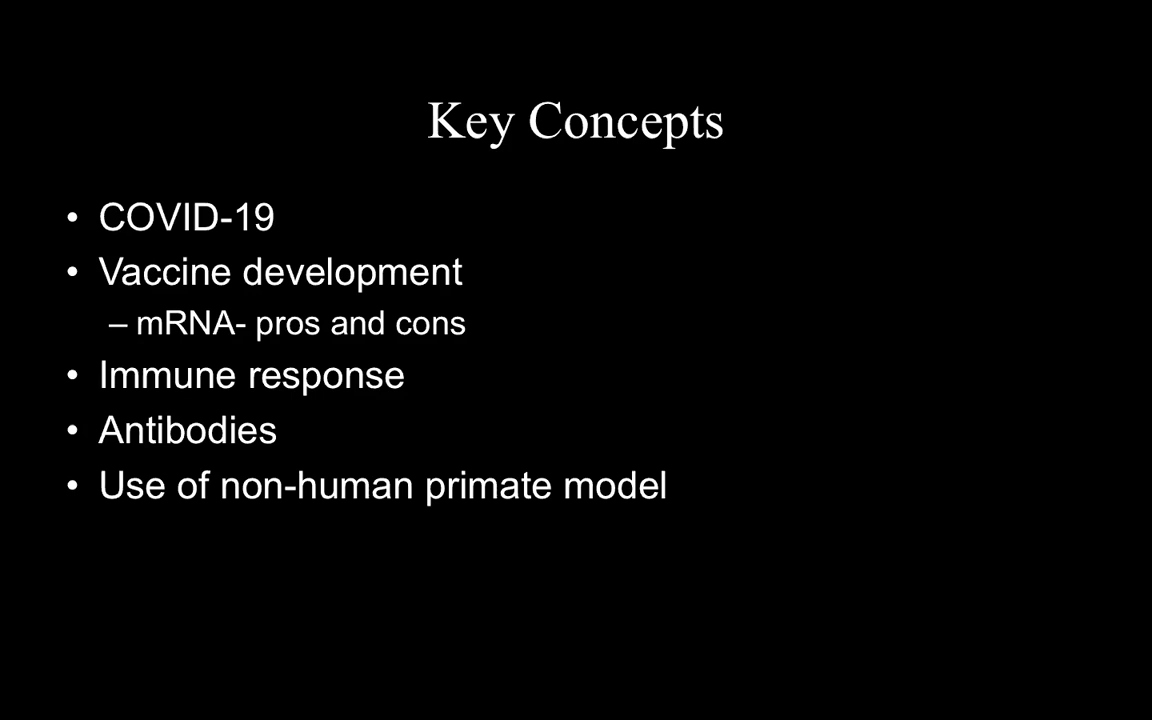 Key Concepts
• COVID-19
• Vaccine development
– mRNA- pros and cons
• Immune response
• Antibodies
• Use of non-human primate model